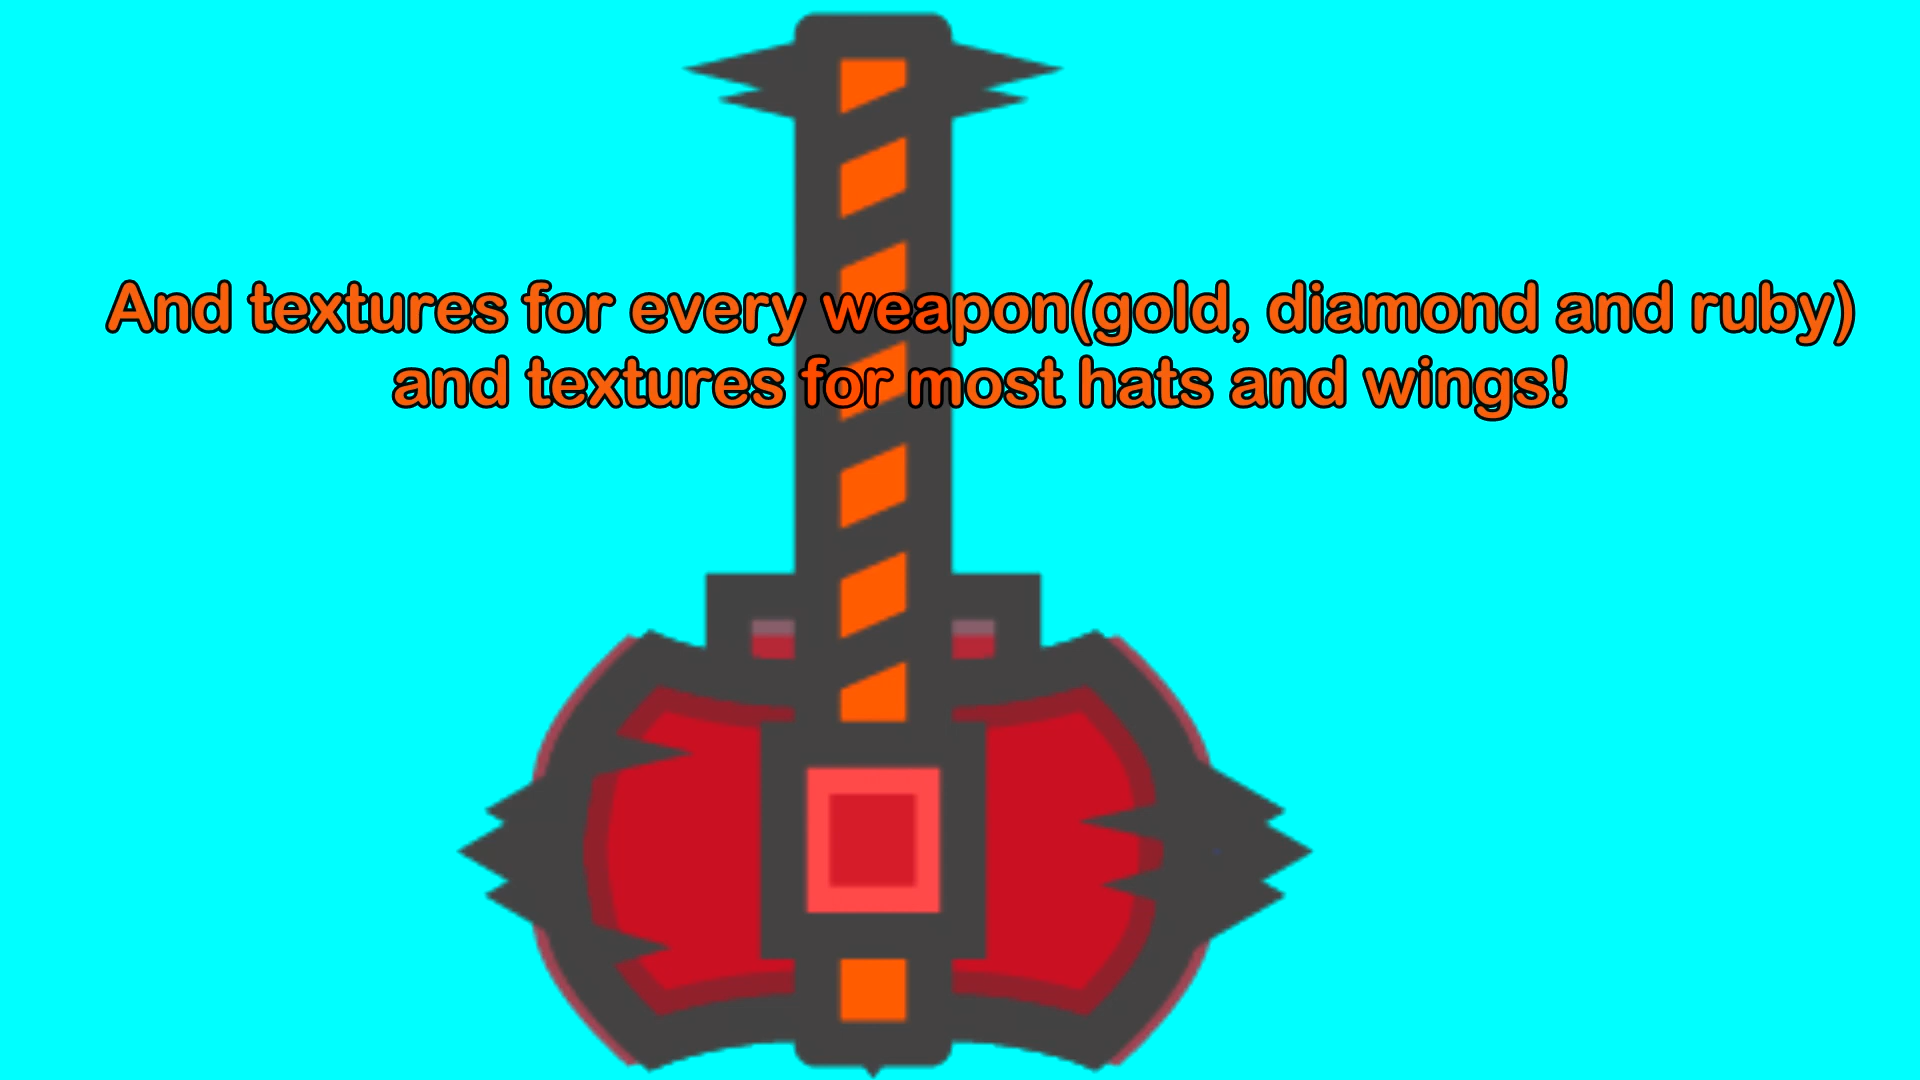 And textures for every weapon(gold, diamond and ruby)
and textures for most hats and wings!